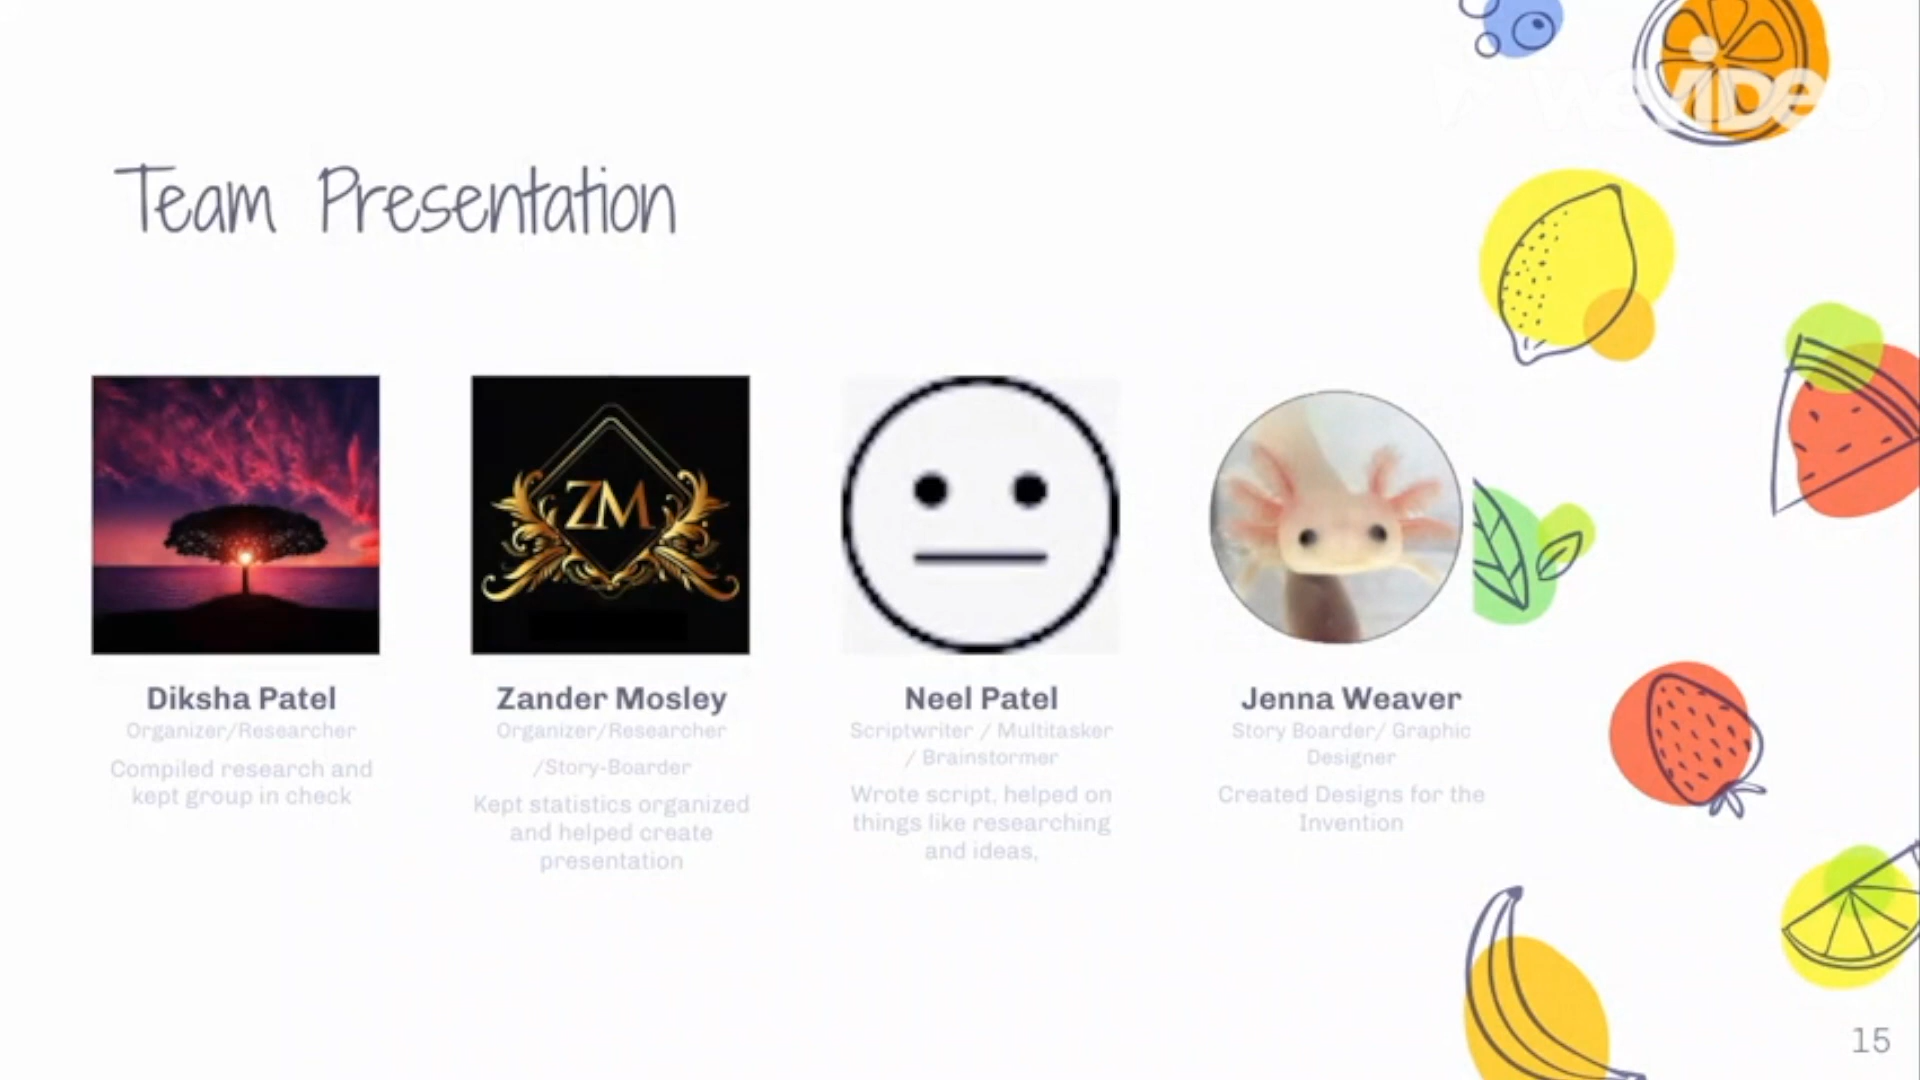 WeVideo
Team Presentation
ZM
Diksha Patel
Organizer/Researcher
Compiled research and
kept group in check
Zander Mosley
Organizer/Researcher
/Story-Boarder
Kept statistics organized
and helped create
presentation
Neel Patel
Scriptwriter / Multitasker
/ Brainstormer
Wrote script, helped on
things like researching
and ideas,
Jenna Weaver
Story Boarder/ Graphic
Designer
Created Designs for the
Invention
15